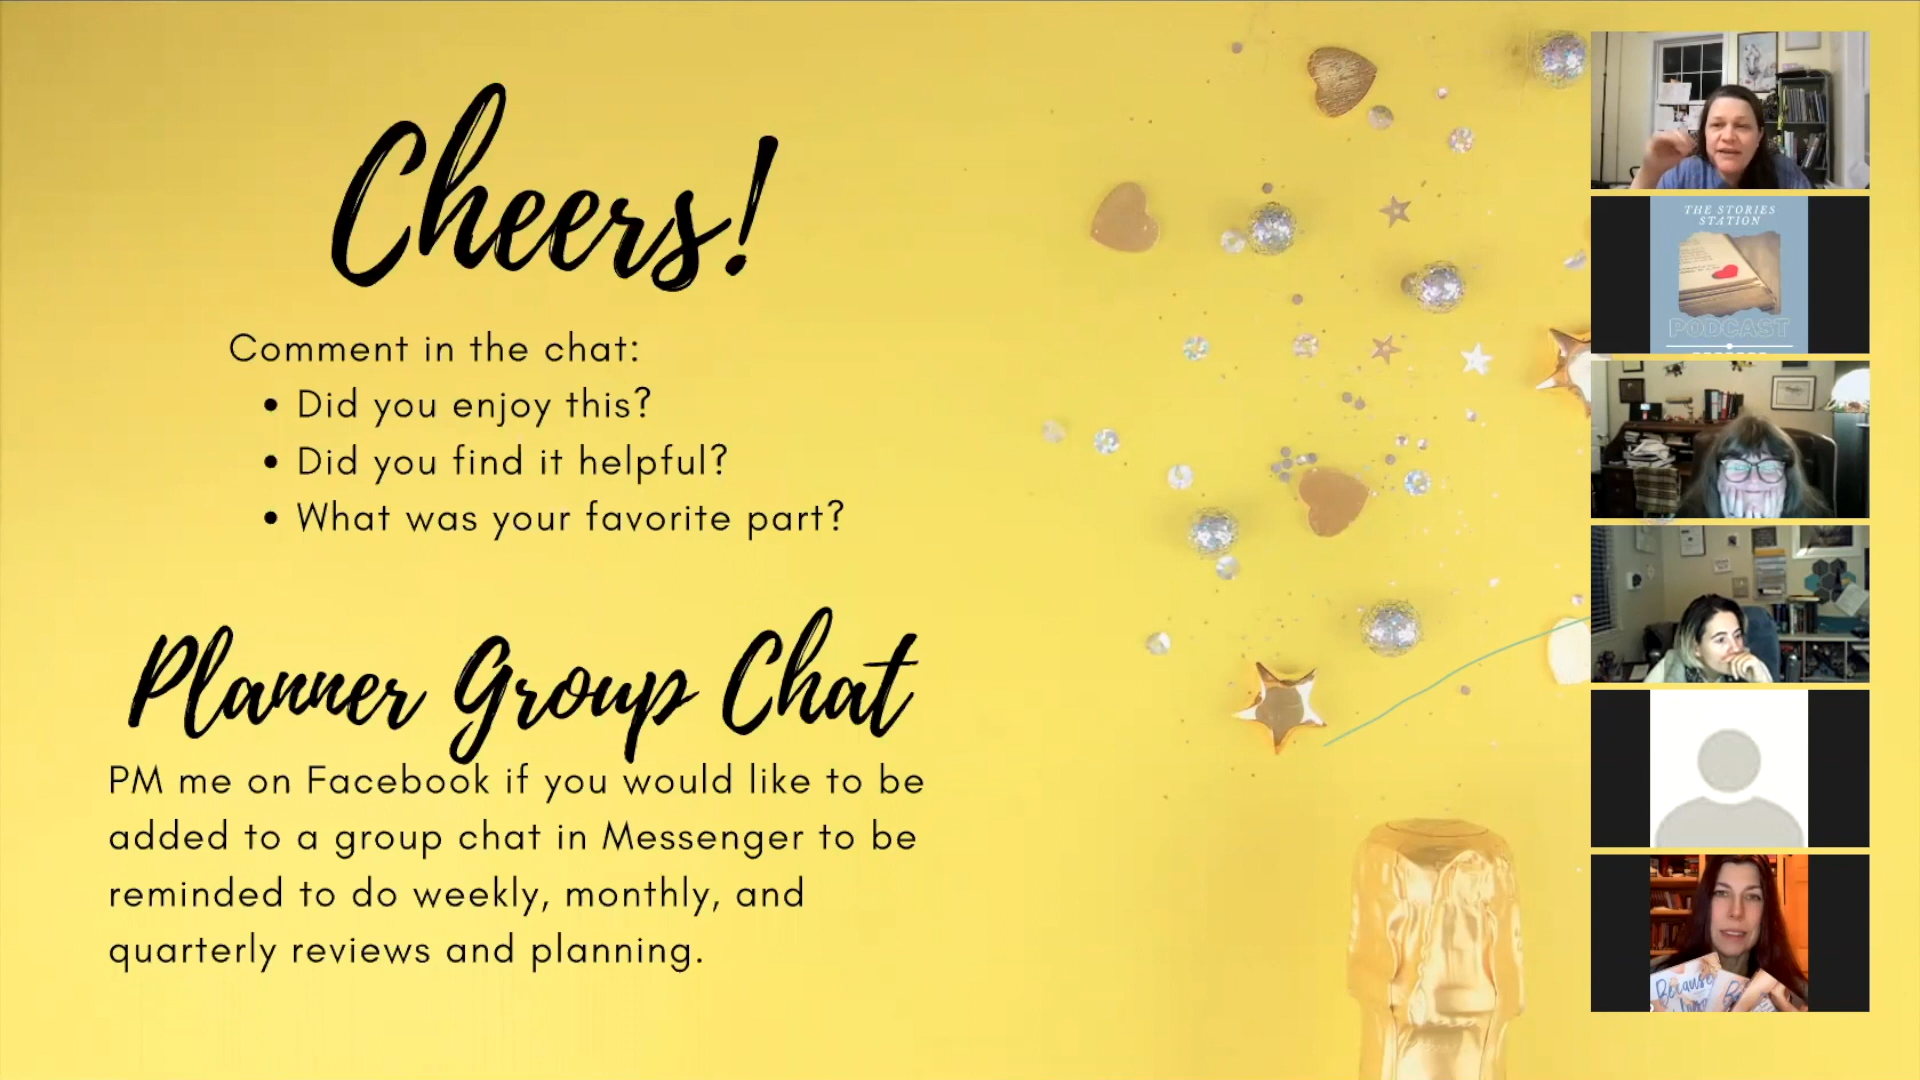 Cheers!
Comment in the chat:
• Did you enjoy this?
• Did you find it helpful?
• What was your favorite part?
Planner Group Chat
PM me on Facebook if you would like to be
added to a group chat in Messenger to be
reminded to do weekly, monthly, and
quarterly reviews and planning.
THE STORIES
STATION
PODCAST
Because